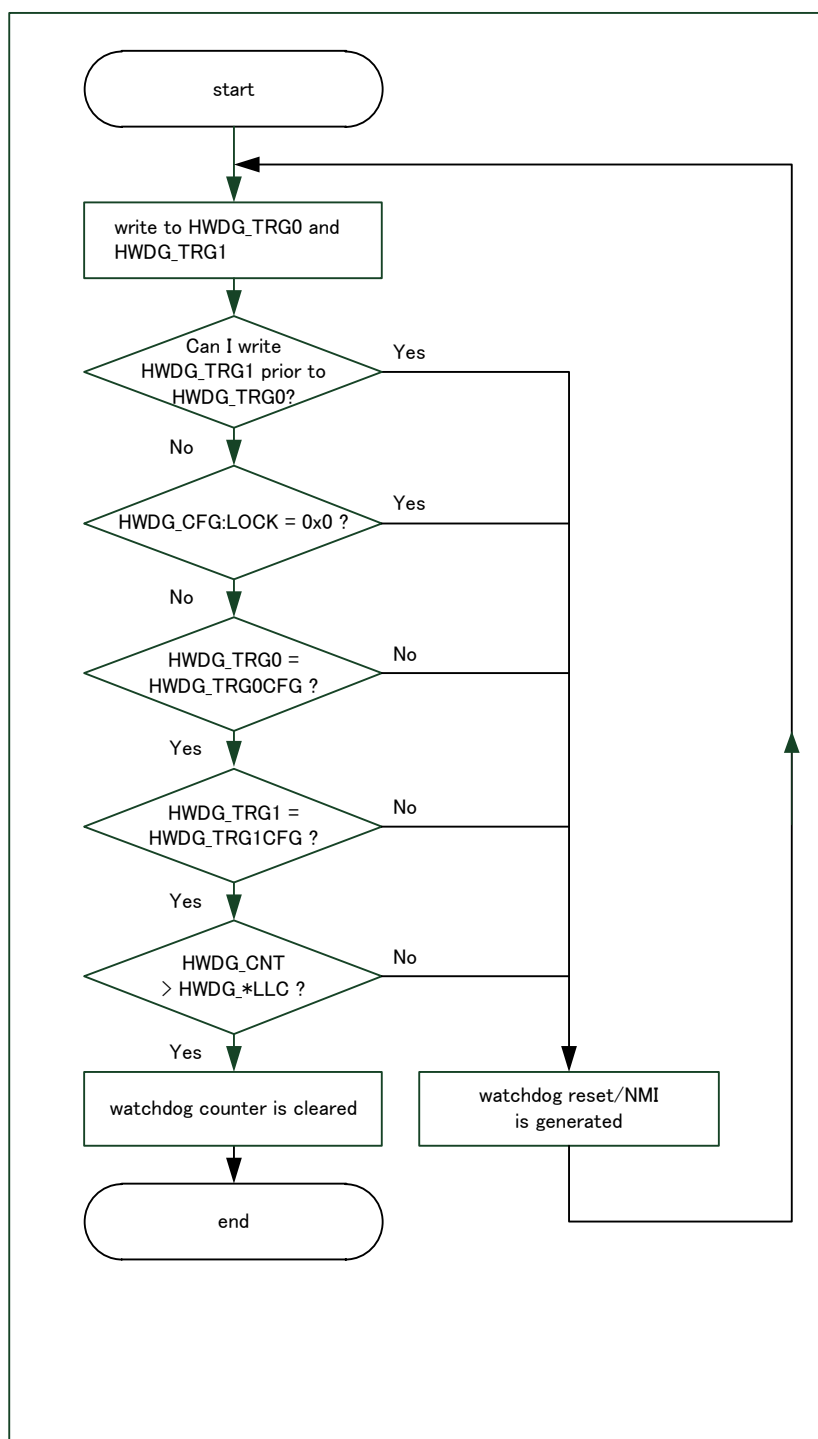 start
write to HWDG_TRG0 and
HWDG_TRG1
Can I write
HWDG_TRG1 prior to
HWDG_TRG0?
Yes
No
HWDG_CFG:LOCK = 0x0 ?
Yes
No
HWDG_TRG0 =
HWDG_TRG0CFG ?
No
Yes
HWDG_TRG1 =
HWDG_TRG1CFG ?
No
Yes
HWDG_CNT
> HWDG_*LLC ?
No
Yes
watchdog counter is cleared
watchdog reset/NMI
is generated
end